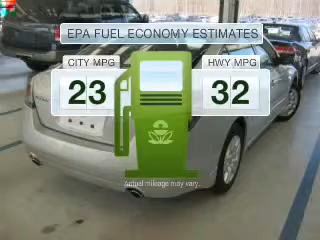 EPA FUEL ECONOMY ESTIMATES
CITY MPG
HWY MPG
23
32
Actual mileage may vary.